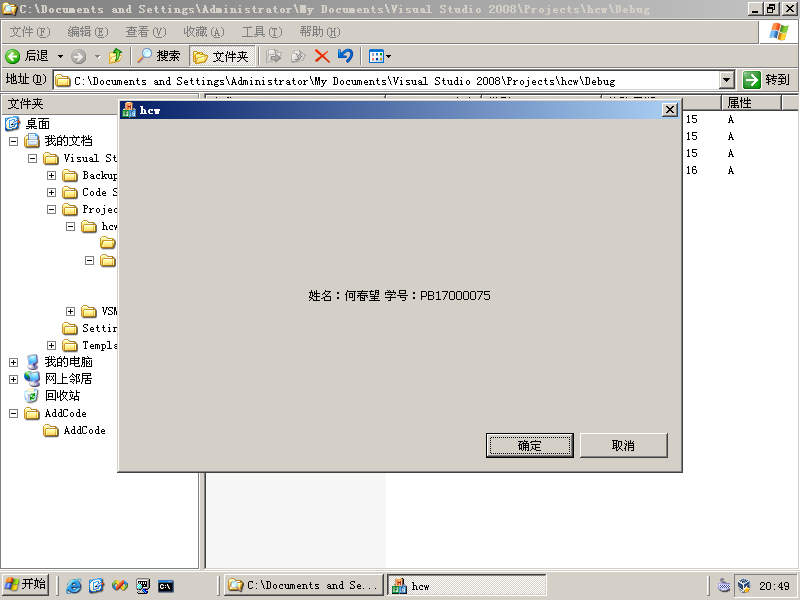 C:\Documents and Settings\Administrator\My Documents\Visual Studio 2008\Projects\hcw\Debug
文件(F) 编辑(E) 查看(V) 收藏(A) 工具(T) 帮助(H)
后退 搜索 文件夹
地址(D) C:\Documents and Settings\Administrator\My Documents\Visual Studio 2008\Projects\hcw\Debug 转到
文件夹 属性
hcw
桌面
15 A
我的文档
15 A
Visual St
15 A
Backup
16 A
Code S
Projec
hcw
姓名：何春望 学号：PB17000075
VSM
Settin
Templa
我的电脑
网上邻居
回收站
AddCode
AddCode
确定 取消
开始 C:\Documents and Se... hcw 20:49